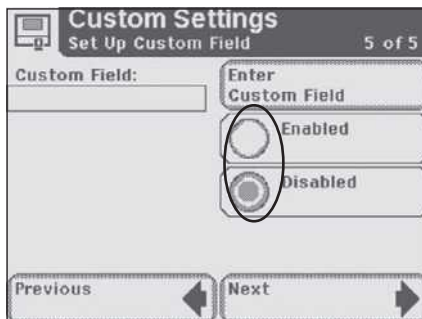 Custom Settings
Set Up Custom Field 5 of 5
Custom Field:
Enter
Custom Field
Enabled
Disabled
Previous
Next